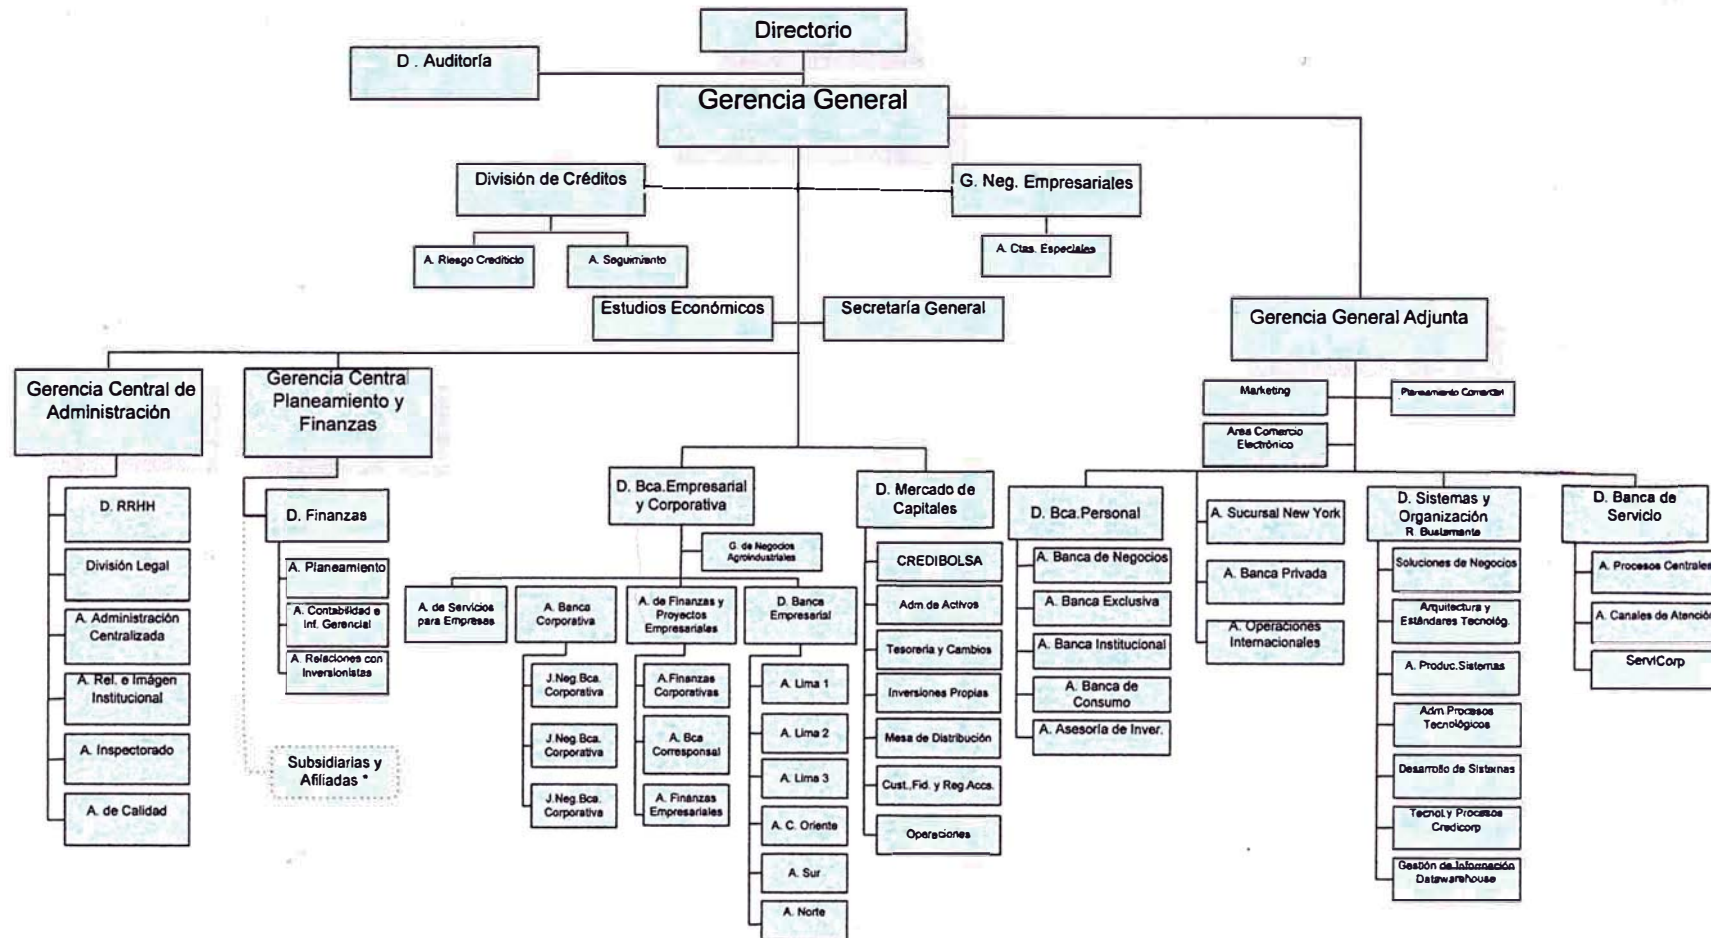 Directorio
D . Auditoría
Gerencia General
División de Créditos
G. Neg. Empresariales
A. Riesgo Crediticio
A. Seguimiento
A. Ctas. Especiales
Estudios Económicos
Secretaría General
Gerencia General Adjunta
Gerencia Central de
Administración
Gerencia Central
Planeamiento y
Finanzas
Marketing
Planeamiento Comercial
Area Comercio
Electrónico
D. RRHH
División Legal
A. Administración
Centralizada
A. Rel. e Imágen
Institucional
A. Inspectorado
A. de Calidad
D. Finanzas
A. Planeamiento
A. Contabilidad e
Inf. Gerencial
A. Relaciones con
Inversionistas
Subsidiarias y
Afiliadas *
D. Bca.Empresarial
y Corporativa
G. de Negocios
Agroindustriales
A. de Servicios
para Empresas
A. Banca
Corporativa
J.Neg.Bca.
Corporativa
J.Neg.Bca.
Corporativa
J.Neg.Bca.
Corporativa
A. de Finanzas y
Proyectos
Empresariales
A.Finanzas
Corporativas
A. Bca
Corresponsal
A. Finanzas
Empresariales
D. Banca
Empresarial
A. Lima 1
A. Lima 2
A. Lima 3
A. C. Oriente
A. Sur
A. Norte
D. Mercado de
Capitales
CREDIBOLSA
Adm.de Activos
Tesorería y Cambios
Inversiones Propias
Mesa de Distribución
Cust.,Fid. y Reg.Accs.
Operaciones
D. Bca.Personal
A. Banca de Negocios
A. Banca Exclusiva
A. Banca Institucional
A. Banca de
Consumo
A. Asesoría de Inver.
A. Sucursal New York
A. Banca Privada
A. Operaciones
Internacionales
D. Sistemas y
Organización
R. Bustamante
Soluciones de Negocios
Arquitectura y
Estándares Tecnológ.
A. Produc.Sistemas
Adm.Procesos
Tecnológicos
Desarrollo de Sistemas
Tecnol.y Procesos
Credicorp
Gestión de Información
Datawarehouse
D. Banca de
Servicio
A. Procesos Centrales
A. Canales de Atención
ServiCorp